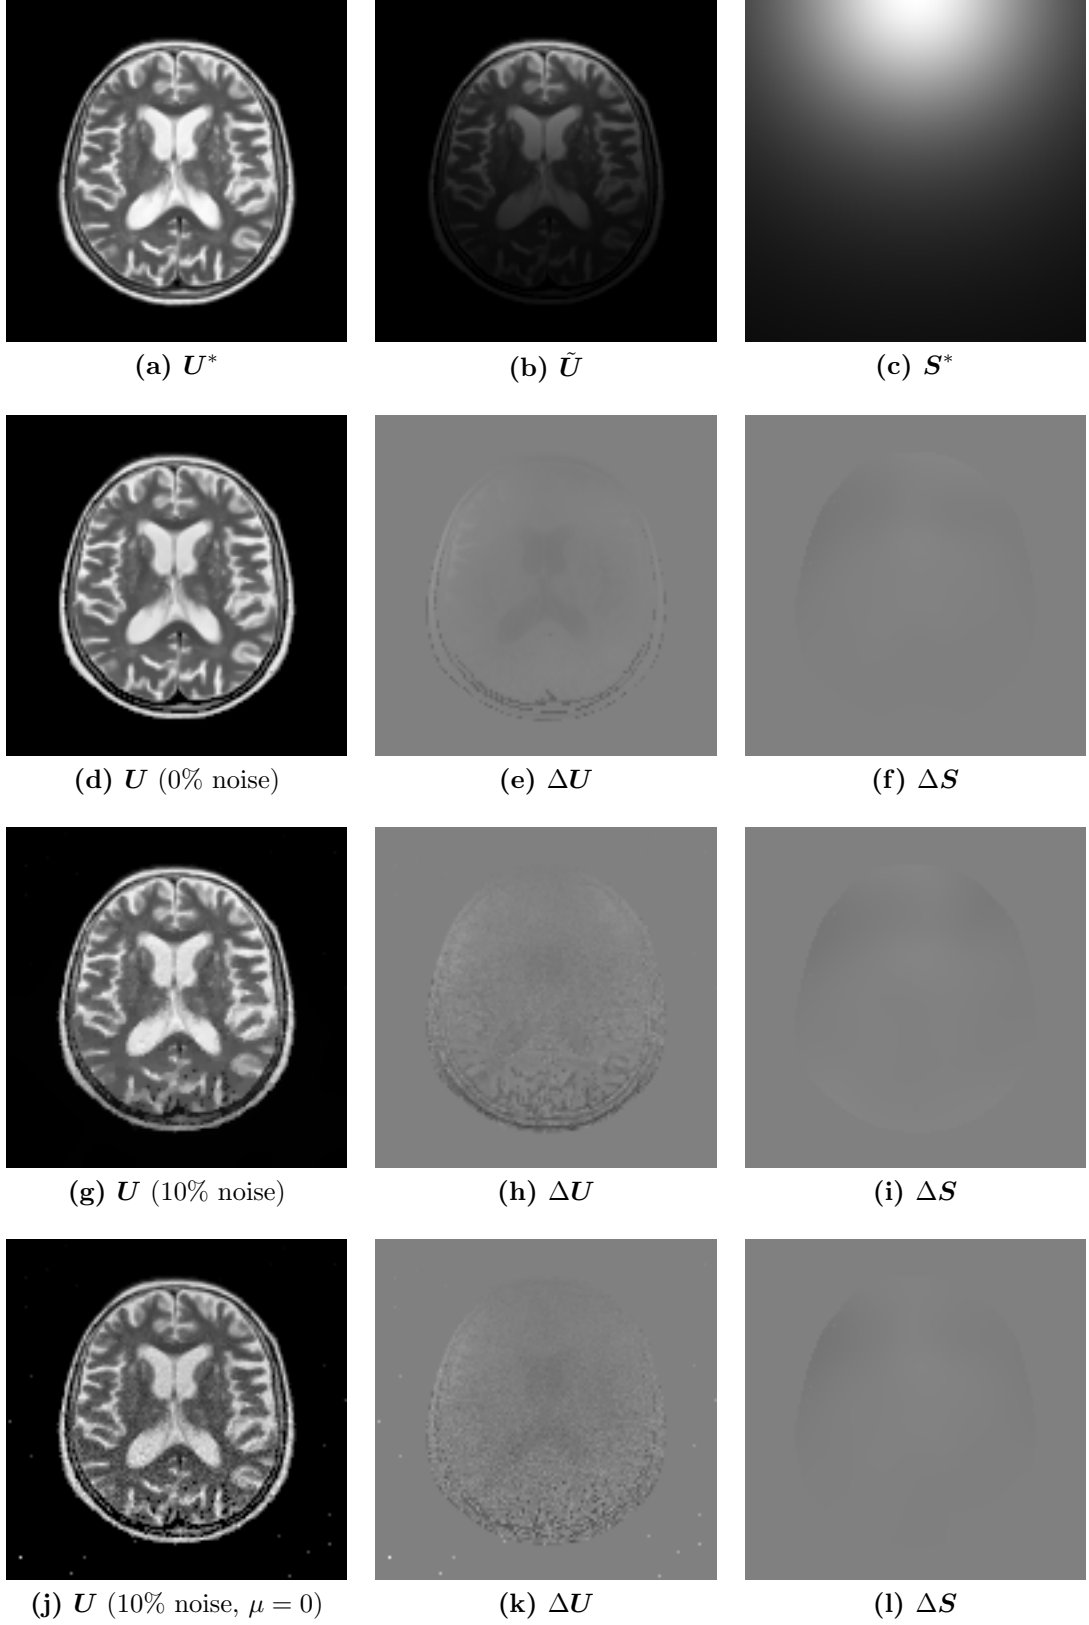 (a) U*
(b) Ũ
(c) S*
(d) U (0% noise)
(e) ΔU
(f) ΔS
(g) U (10% noise)
(h) ΔU
(i) ΔS
(j) U (10% noise, μ = 0)
(k) ΔU
(l) ΔS